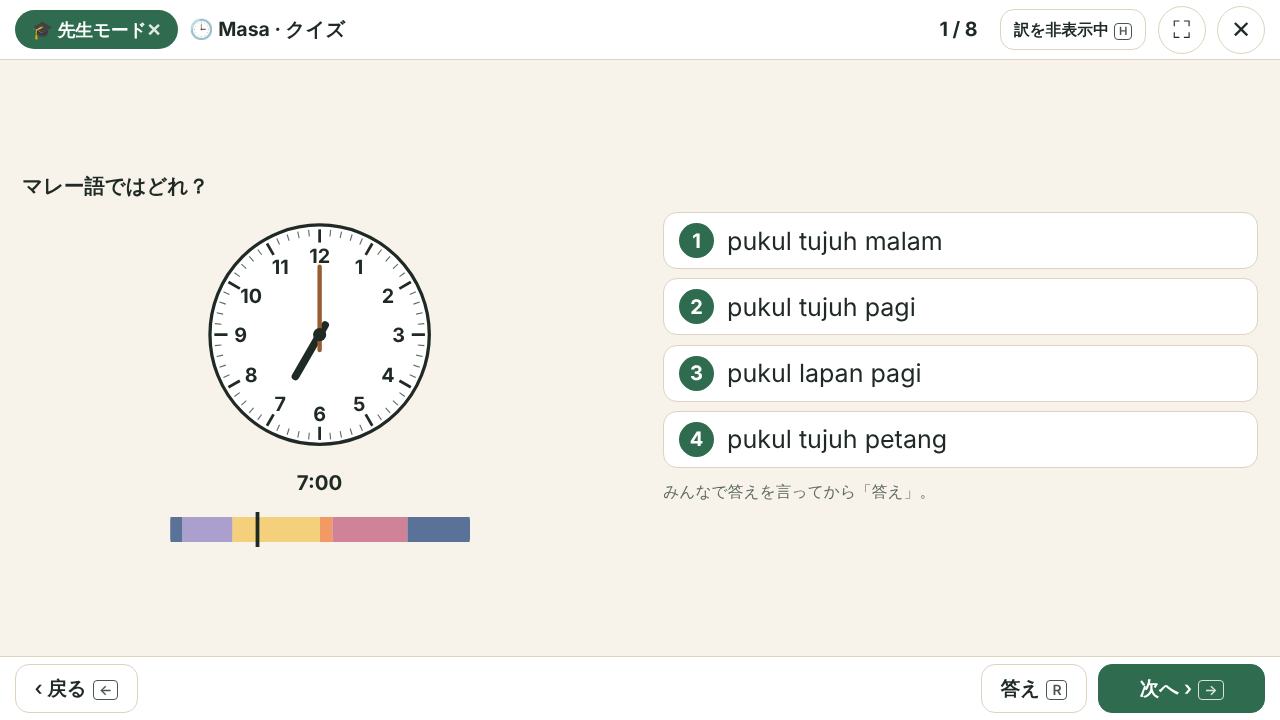 🎓 先生モード✕
🕒 Masa · クイズ
1 / 8
訳を非表示中 H
✕
マレー語ではどれ？
12
1
2
3
4
5
6
7
8
9
10
11
7:00
1 pukul tujuh malam
2 pukul tujuh pagi
3 pukul lapan pagi
4 pukul tujuh petang
みんなで答えを言ってから「答え」。
‹ 戻る ←
答え R
次へ › →